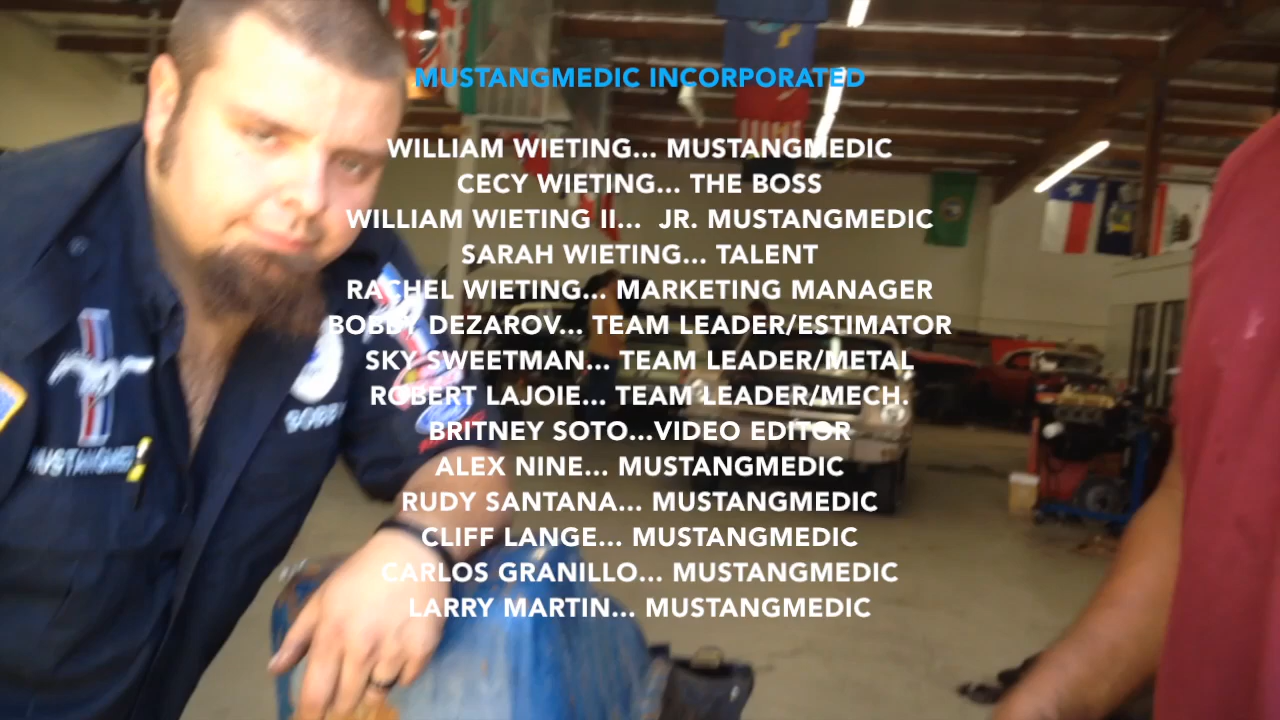 MUSTANGMEDIC INCORPORATED
WILLIAM WIETING... MUSTANGMEDIC
CECY WIETING... THE BOSS
WILLIAM WIETING II... JR. MUSTANGMEDIC
SARAH WIETING... TALENT
RACHEL WIETING... MARKETING MANAGER
BOBBY DEZAROV... TEAM LEADER/ESTIMATOR
SKY SWEETMAN... TEAM LEADER/METAL
ROBERT LAJOIE... TEAM LEADER/MECH.
BRITNEY SOTO...VIDEO EDITOR
ALEX NINE... MUSTANGMEDIC
RUDY SANTANA... MUSTANGMEDIC
CLIFF LANGE... MUSTANGMEDIC
CARLOS GRANILLO... MUSTANGMEDIC
LARRY MARTIN... MUSTANGMEDIC
BOBBY